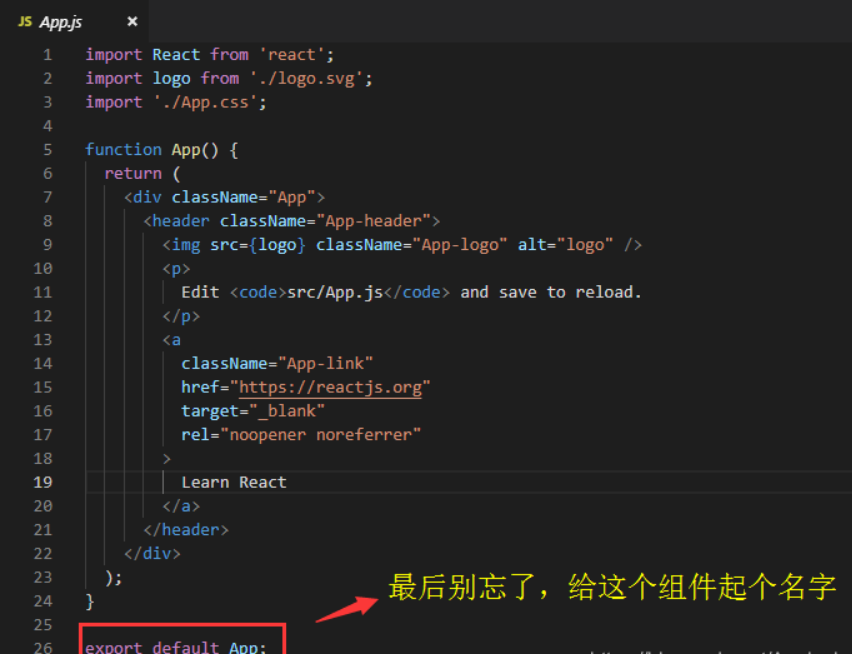 JS App.js ×
1 import React from 'react';
2 import logo from './logo.svg';
3 import './App.css';
4
5 function App() {
6 return (
7 <div className="App">
8 <header className="App-header">
9 <img src={logo} className="App-logo" alt="logo" />
10 <p>
11 Edit <code>src/App.js</code> and save to reload.
12 </p>
13 <a
14 className="App-link"
15 href="https://reactjs.org"
16 target="_blank"
17 rel="noopener noreferrer"
18 >
19 Learn React
20 </a>
21 </header>
22 </div>
23 );
最后别忘了，给这个组件起个名字
24 }
25
26 export default App;